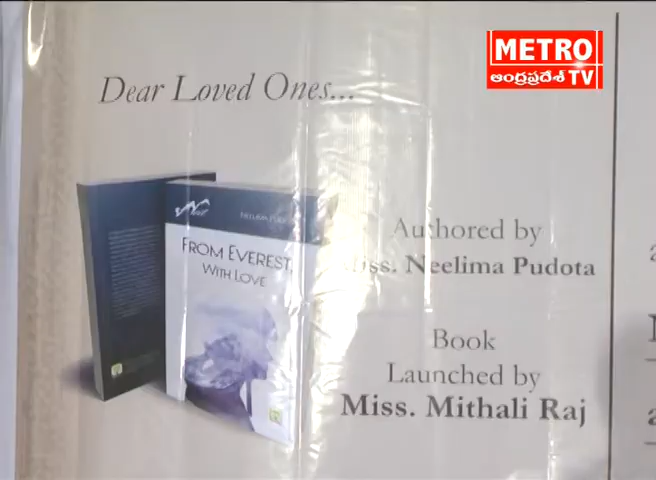 METRO
ఆంధ్రప్రదేశ్ TV
Dear Loved Ones...
FROM EVEREST,
WITH LOVE
Authored by
Miss. Neelima Pudota
Book
Launched by
Miss. Mithali Raj